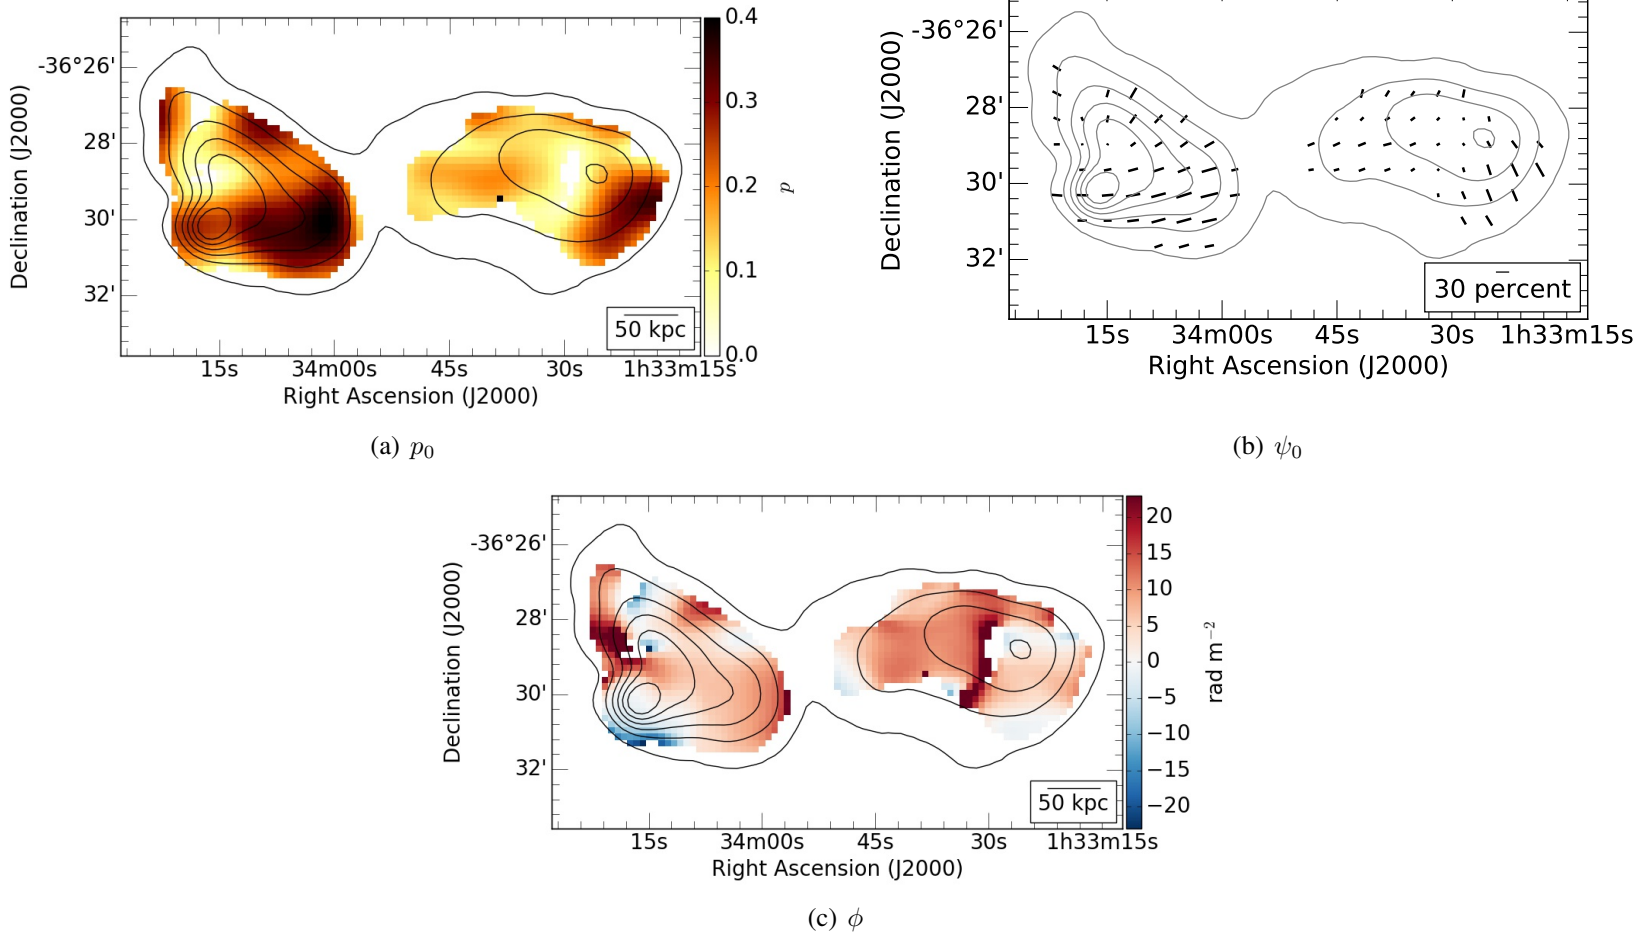 Declination (J2000)
-36°26'
28'
30'
32'
15s 34m00s 45s 30s 1h33m15s
Right Ascension (J2000)
50 kpc
0.4
0.3
0.2
0.1
0.0
p
(a) p₀
Declination (J2000)
-36°26'
28'
30'
32'
15s 34m00s 45s 30s 1h33m15s
Right Ascension (J2000)
30 percent
(b) ψ₀
Declination (J2000)
-36°26'
28'
30'
32'
15s 34m00s 45s 30s 1h33m15s
Right Ascension (J2000)
50 kpc
20
15
10
5
0
−5
−10
−15
−20
rad m⁻²
(c) ϕ